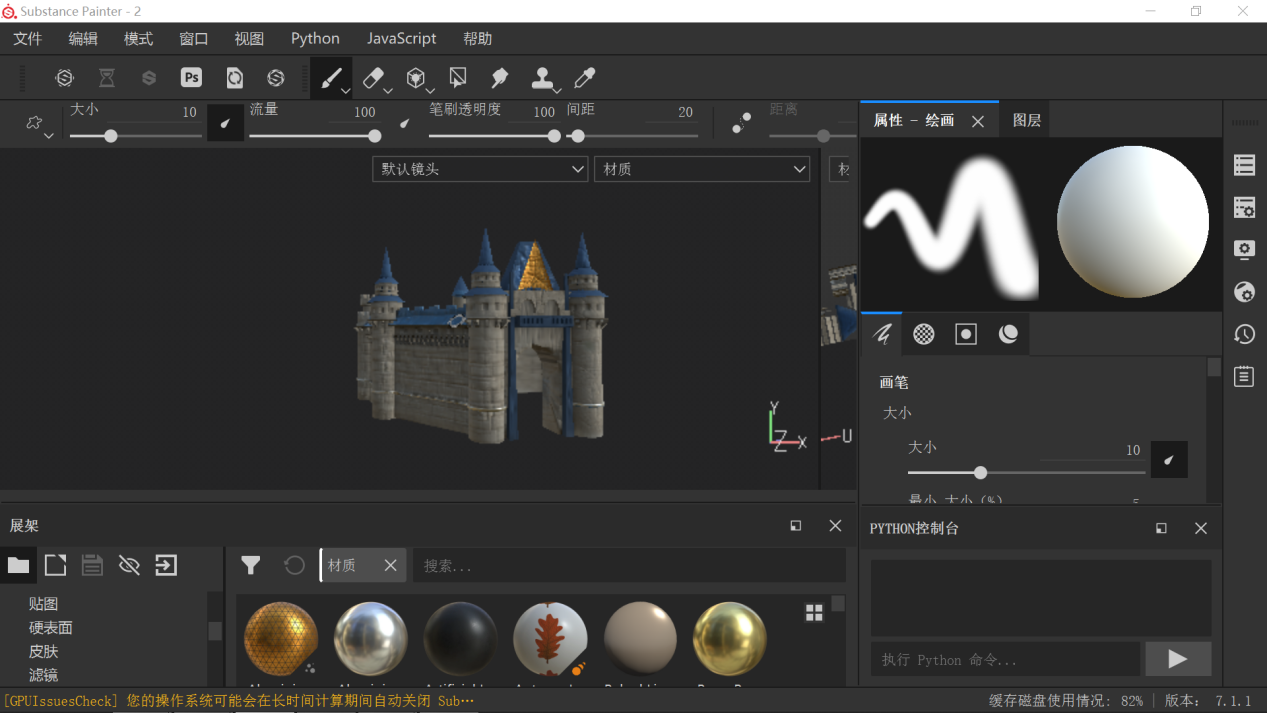 Substance Painter - 2
文件 编辑 模式 窗口 视图 Python JavaScript 帮助
Ps
大小 10 流量 100 笔刷透明度 100 间距 20 距离
属性 - 绘画 图层
默认镜头 材质
Y
Z X
U
画笔
大小
大小 10
最小 大小 (%) 5
展架
PYTHON控制台
材质 搜索...
贴图
硬表面
皮肤
滤镜
执行 Python 命令...
[GPUIssuesCheck] 您的操作系统可能会在长时间计算期间自动关闭 Sub… 缓存磁盘使用情况: 82% | 版本: 7.1.1